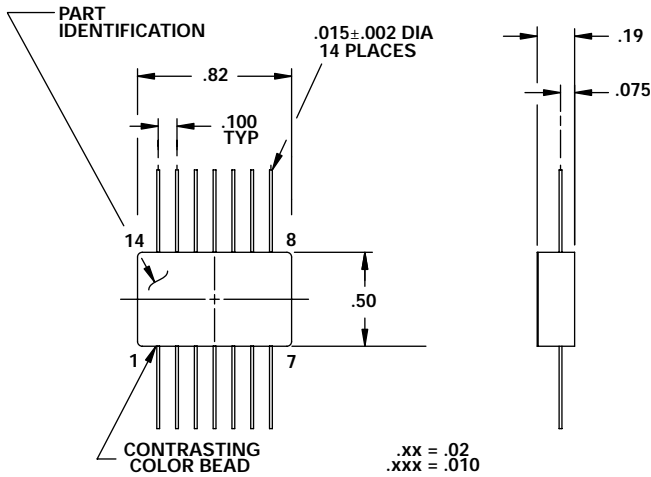 PART
IDENTIFICATION
.015±.002 DIA
14 PLACES
.19
.82
.075
.100
TYP
14
8
.50
1
7
CONTRASTING
COLOR BEAD
.xx = .02
.xxx = .010